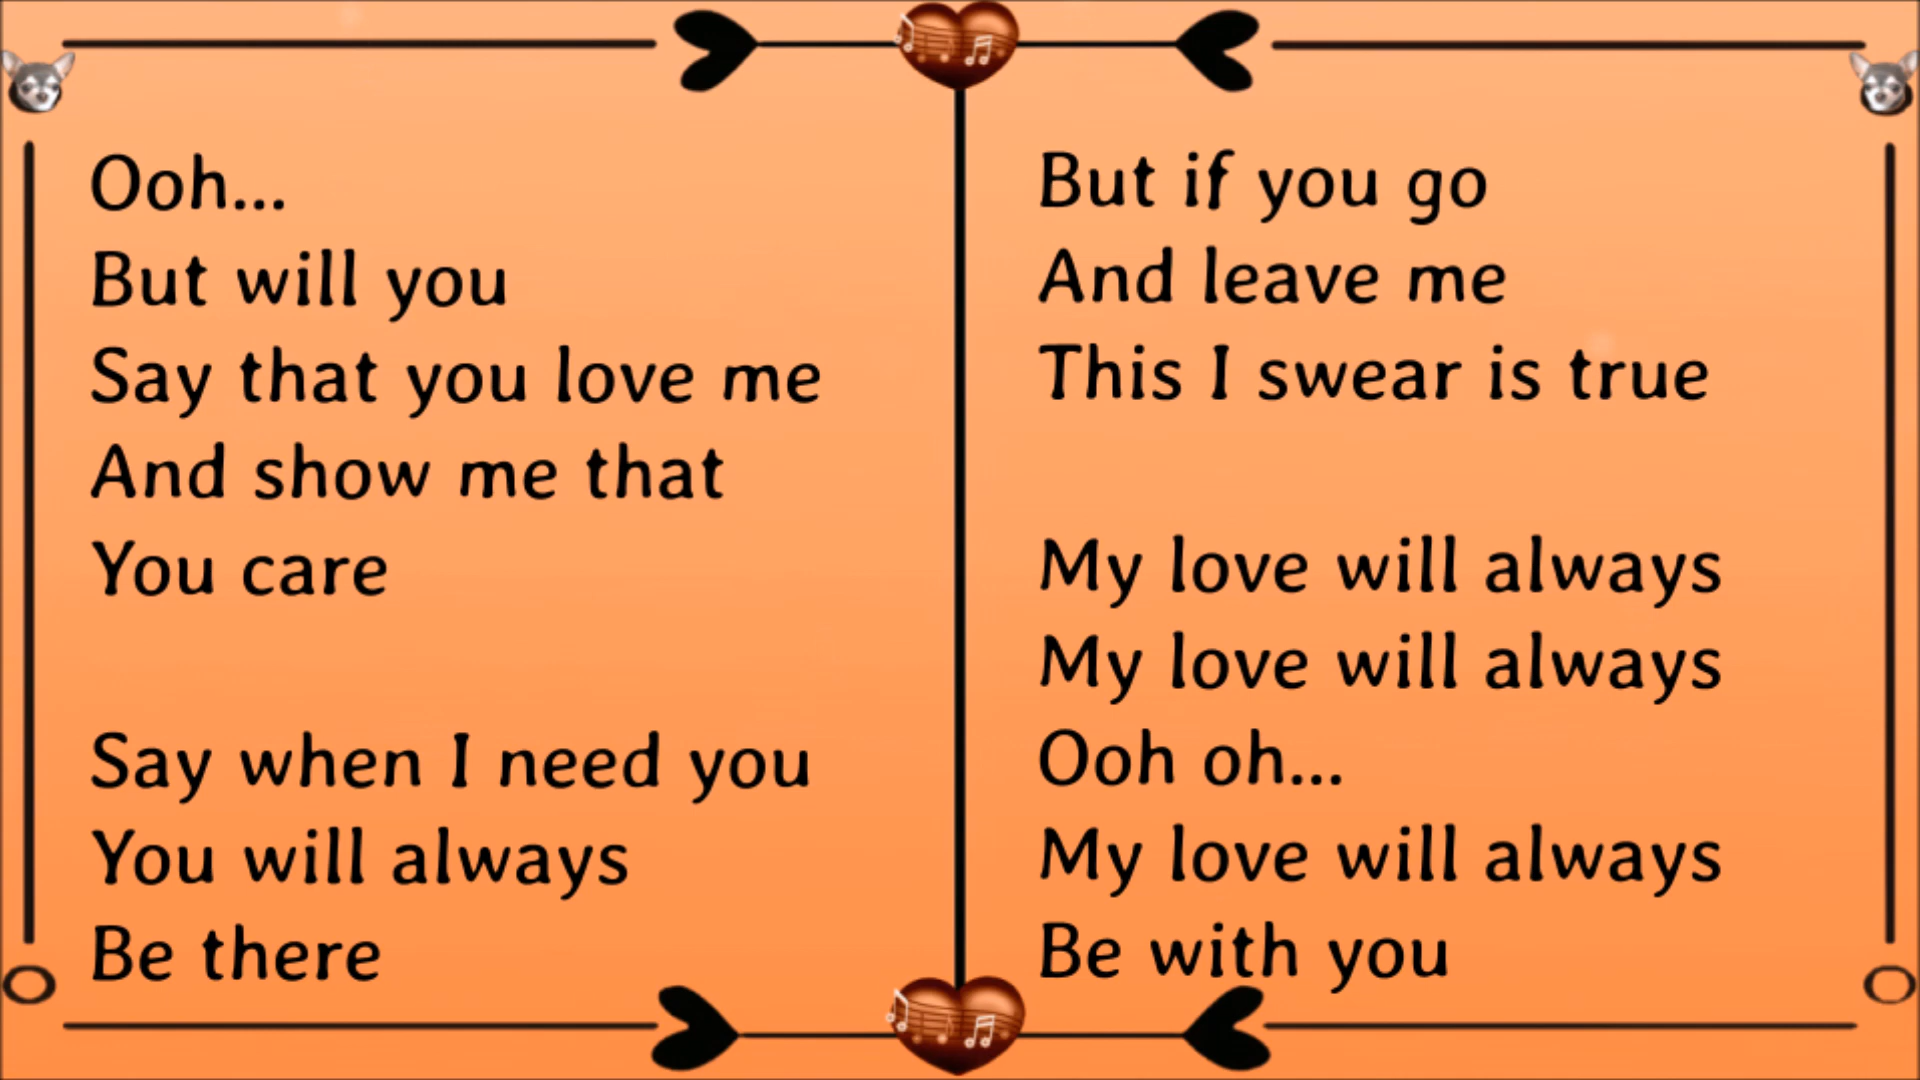 Ooh...
But will you
Say that you love me
And show me that
You care
Say when I need you
You will always
Be there
But if you go
And leave me
This I swear is true
My love will always
My love will always
Ooh oh...
My love will always
Be with you